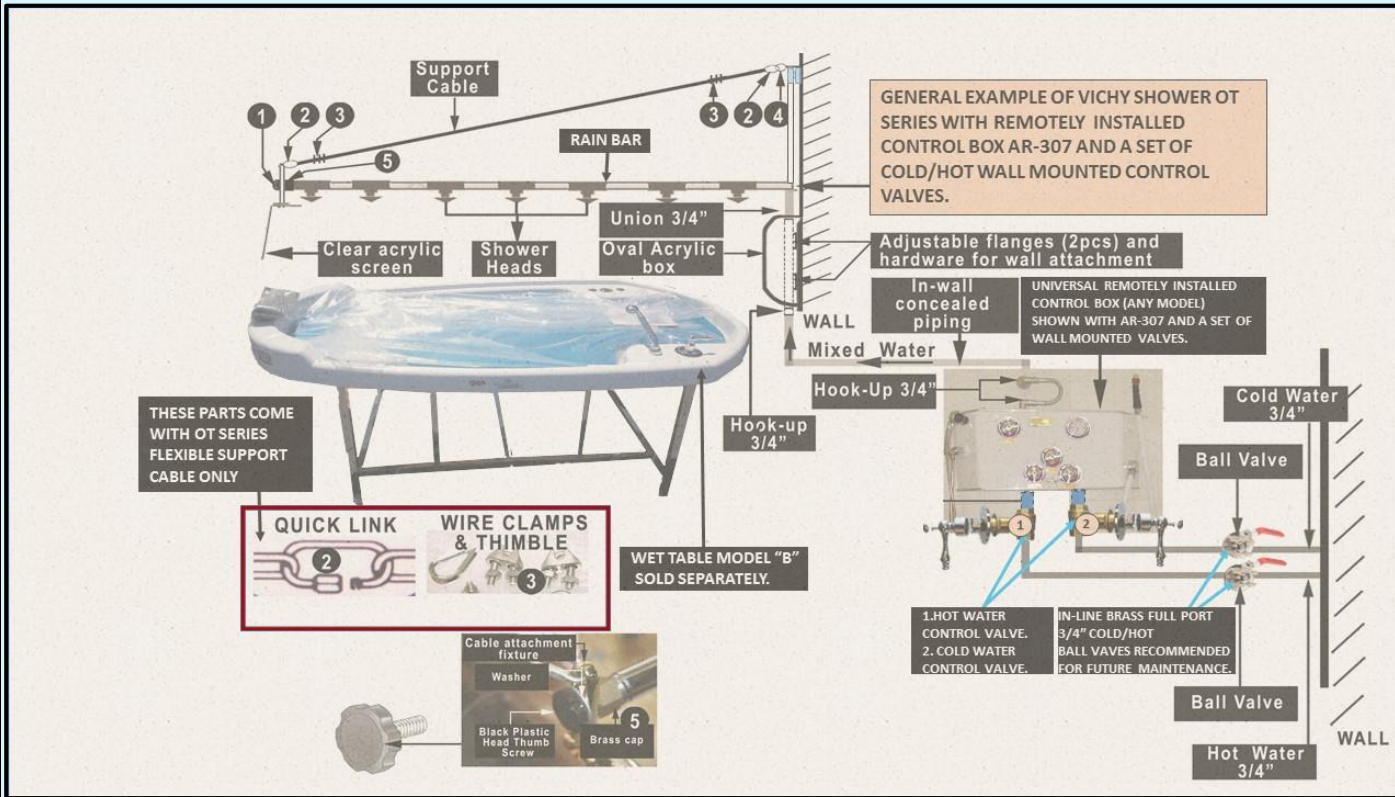 Support
Cable
1
2
3
3
2
4
5
RAIN BAR
GENERAL EXAMPLE OF VICHY SHOWER OT
SERIES WITH REMOTELY INSTALLED
CONTROL BOX AR-307 AND A SET OF
COLD/HOT WALL MOUNTED CONTROL
VALVES.
Union 3/4”
Clear acrylic
screen
Shower
Heads
Oval Acrylic
box
Adjustable flanges (2pcs) and
hardware for wall attachment
In-wall
concealed
piping
UNIVERSAL REMOTELY INSTALLED
CONTROL BOX (ANY MODEL)
SHOWN WITH AR-307 AND A SET OF
WALL MOUNTED VALVES.
WALL
Mixed Water
Hook-Up 3/4”
Hook-up
3/4”
Cold Water
3/4”
Ball Valve
THESE PARTS COME
WITH OT SERIES
FLEXIBLE SUPPORT
CABLE ONLY
QUICK LINK
2
WIRE CLAMPS
& THIMBLE
3
WET TABLE MODEL “B”
SOLD SEPARATELY.
1
2
1.HOT WATER
CONTROL VALVE.
2. COLD WATER
CONTROL VALVE.
IN-LINE BRASS FULL PORT
3/4” COLD/HOT
BALL VAVES RECOMMENDED
FOR FUTURE MAINTENANCE.
Cable attachment
fixture
Washer
Black Plastic
Head Thumb
Screw
5
Brass cap
Ball Valve
Hot Water
3/4”
WALL